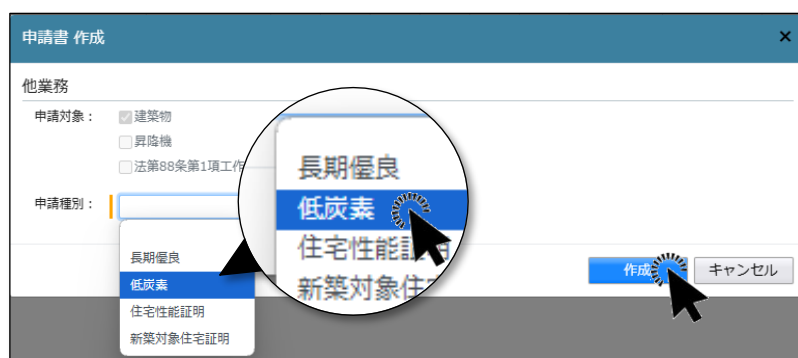 申請書 作成
×
他業務
申請対象：
建築物
昇降機
法第88条第1項工作
申請種別：
長期優良
低炭素
住宅性能証明
新築対象住宅証明
長期優良
低炭素
住宅性能証明
新築対象住宅
作成
キャンセル